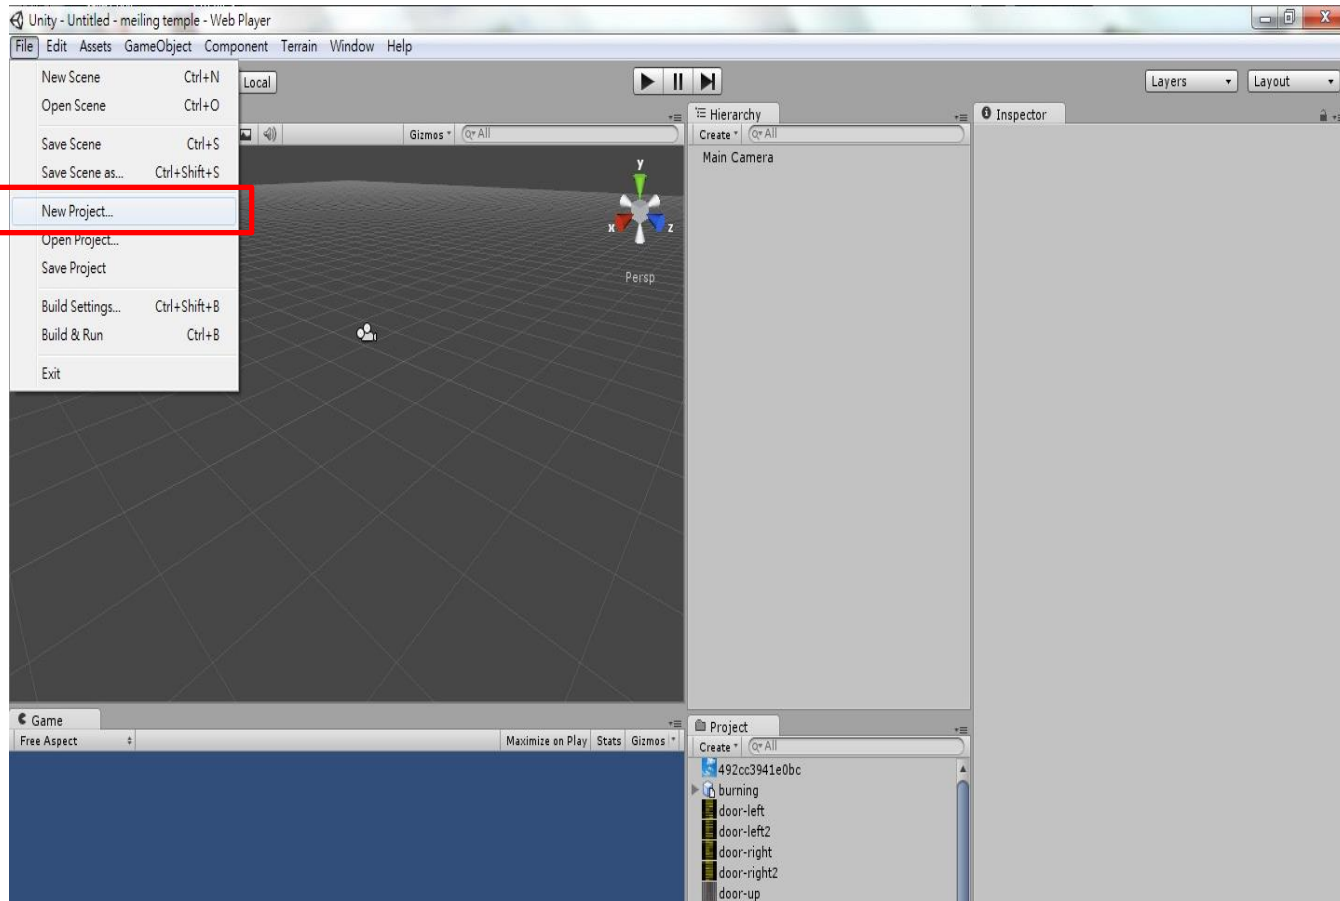 Unity - Untitled - meiling temple - Web Player
File Edit Assets GameObject Component Terrain Window Help
New Scene Ctrl+N
Open Scene Ctrl+O
Save Scene Ctrl+S
Save Scene as... Ctrl+Shift+S
New Project...
Open Project...
Save Project
Build Settings... Ctrl+Shift+B
Build & Run Ctrl+B
Exit
Local
Layers
Layout
Gizmos
All
y
x
z
Persp
Hierarchy
Create All
Main Camera
Inspector
Game
Free Aspect
Maximize on Play Stats Gizmos
Project
Create All
492cc3941e0bc
burning
door-left
door-left2
door-right
door-right2
door-up